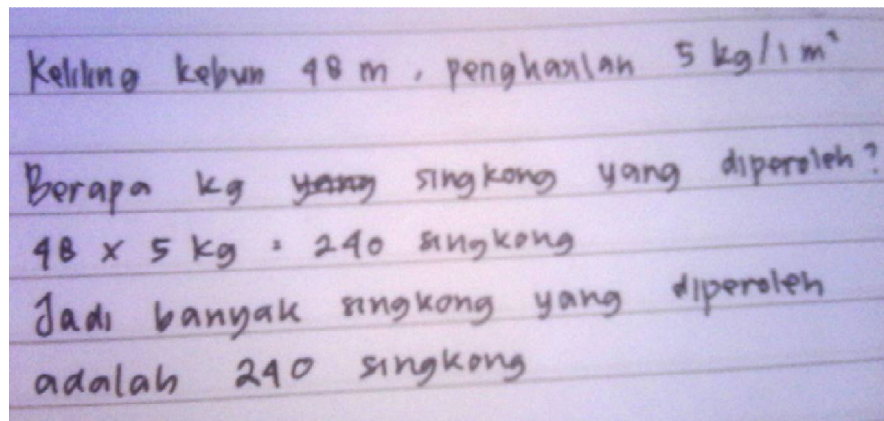 Keliling kebun 48 m, penghasilan 5 kg/1 m²
Berapa kg yang singkong yang diperoleh?
48 x 5 kg = 240 singkong
Jadi banyak singkong yang diperoleh
adalah 240 singkong